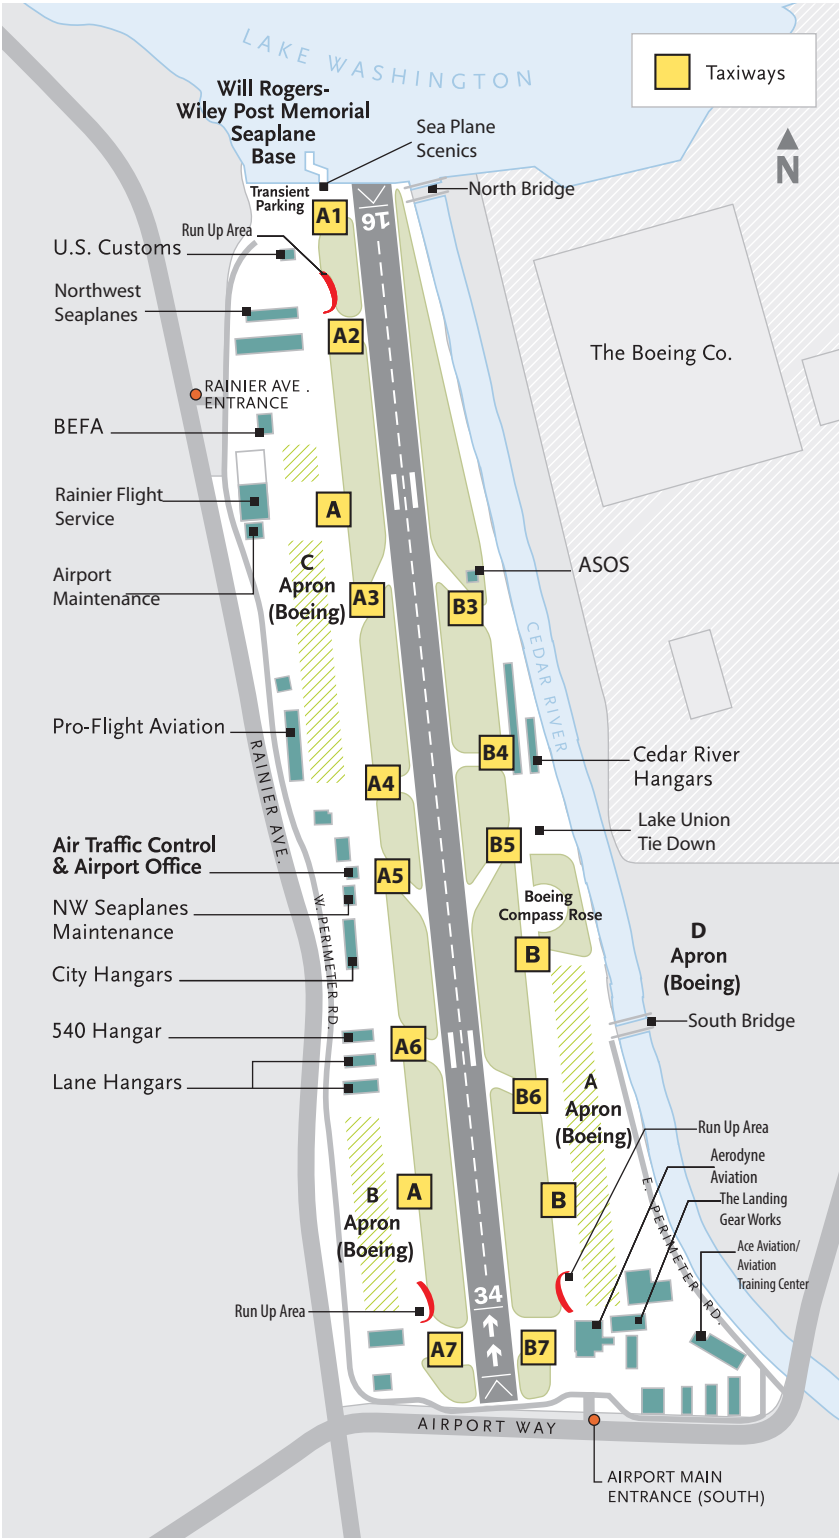 LAKE WASHINGTON
Taxiways
N
Will Rogers-
Wiley Post Memorial
Seaplane
Base
Sea Plane
Scenics
North Bridge
Transient
Parking
A1
16
Run Up Area
U.S. Customs
Northwest
Seaplanes
A2
The Boeing Co.
RAINIER AVE .
ENTRANCE
BEFA
Rainier Flight
Service
A
Airport
Maintenance
C
Apron
(Boeing)
A3
B3
ASOS
CEDAR RIVER
Pro-Flight Aviation
RAINIER AVE.
A4
B4
Cedar River
Hangars
Lake Union
Tie Down
Air Traffic Control
& Airport Office
A5
B5
NW Seaplanes
Maintenance
W. PERIMETER RD.
Boeing
Compass Rose
B
D
Apron
(Boeing)
City Hangars
South Bridge
540 Hangar
A6
Lane Hangars
B6
A
Apron
(Boeing)
Run Up Area
Aerodyne
Aviation
The Landing
Gear Works
Ace Aviation/
Aviation
Training Center
E. PERIMETER RD.
B
Apron
(Boeing)
A
B
Run Up Area
34
A7
B7
AIRPORT WAY
AIRPORT MAIN
ENTRANCE (SOUTH)